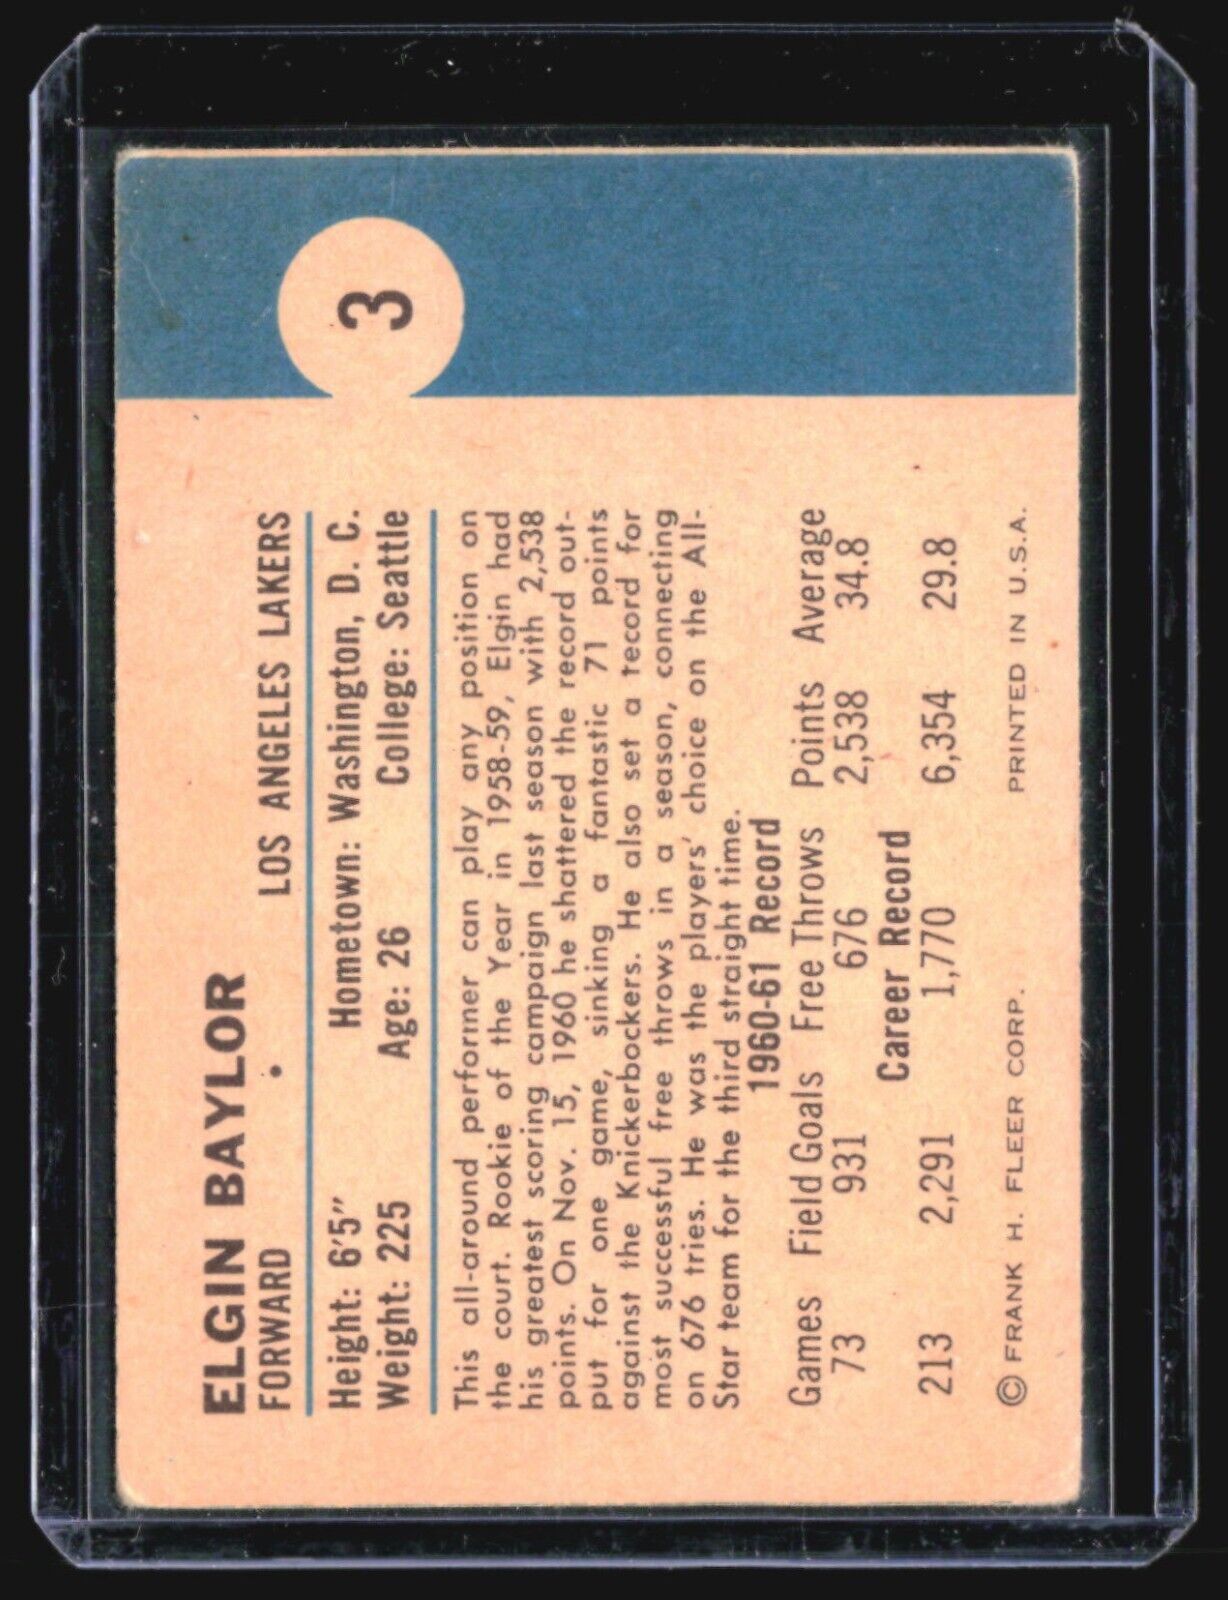 3
ELGIN BAYLOR
FORWARD • LOS ANGELES LAKERS
Height: 6'5" Hometown: Washington, D. C.
Weight: 225 Age: 26 College: Seattle
This all-around performer can play any position on
the court. Rookie of the Year in 1958-59, Elgin had
his greatest scoring campaign last season with 2,538
points. On Nov. 15, 1960 he shattered the record out-
put for one game, sinking a fantastic 71 points
against the Knickerbockers. He also set a record for
most successful free throws in a season, connecting
on 676 tries. He was the players' choice on the All-
Star team for the third straight time.
1960-61 Record
Games Field Goals Free Throws Points Average
73 931 676 2,538 34.8
Career Record
213 2,291 1,770 6,354 29.8
© FRANK H. FLEER CORP. PRINTED IN U.S.A.